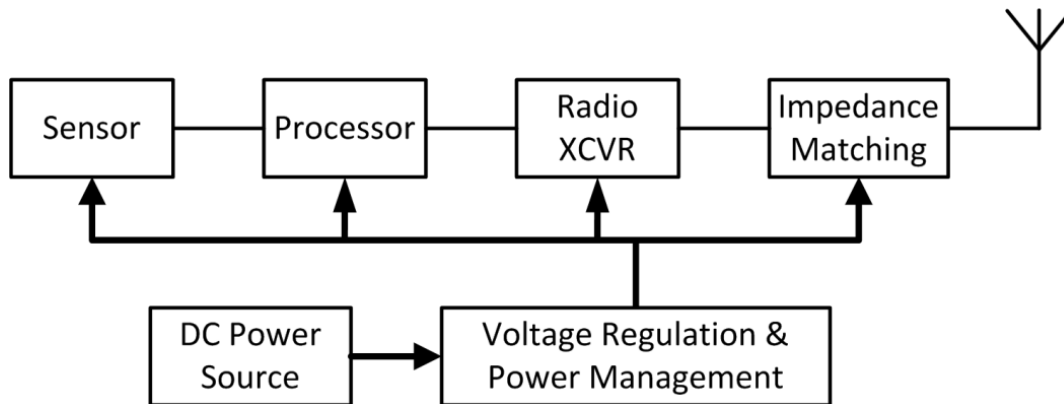 Sensor
Processor
Radio
XCVR
Impedance
Matching
DC Power
Source
Voltage Regulation &
Power Management